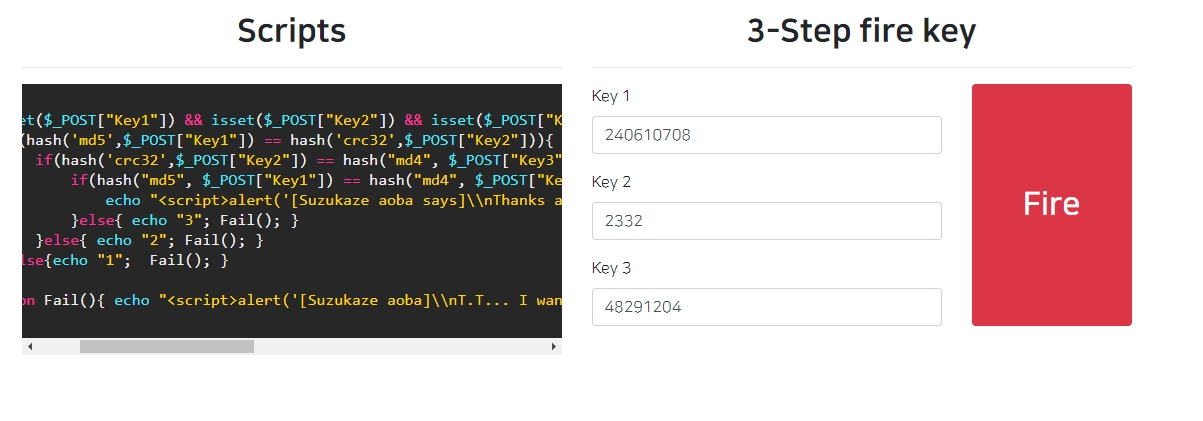 Scripts
et($_POST["Key1"]) && isset($_POST["Key2"]) && isset($_POST["K
(hash('md5',$_POST["Key1"]) == hash('crc32',$_POST["Key2"])){
if(hash('crc32',$_POST["Key2"]) == hash("md4", $_POST["Key3"
if(hash("md5", $_POST["Key1"]) == hash("md4", $_POST["Ke
echo "<script>alert('[Suzukaze aoba says]\\nThanks a
}else{ echo "3"; Fail(); }
}else{ echo "2"; Fail(); }
lse{echo "1";  Fail(); }
on Fail(){ echo "<script>alert('[Suzukaze aoba]\\nT.T... I wan
3-Step fire key
Key 1
240610708
Key 2
2332
Key 3
48291204
Fire